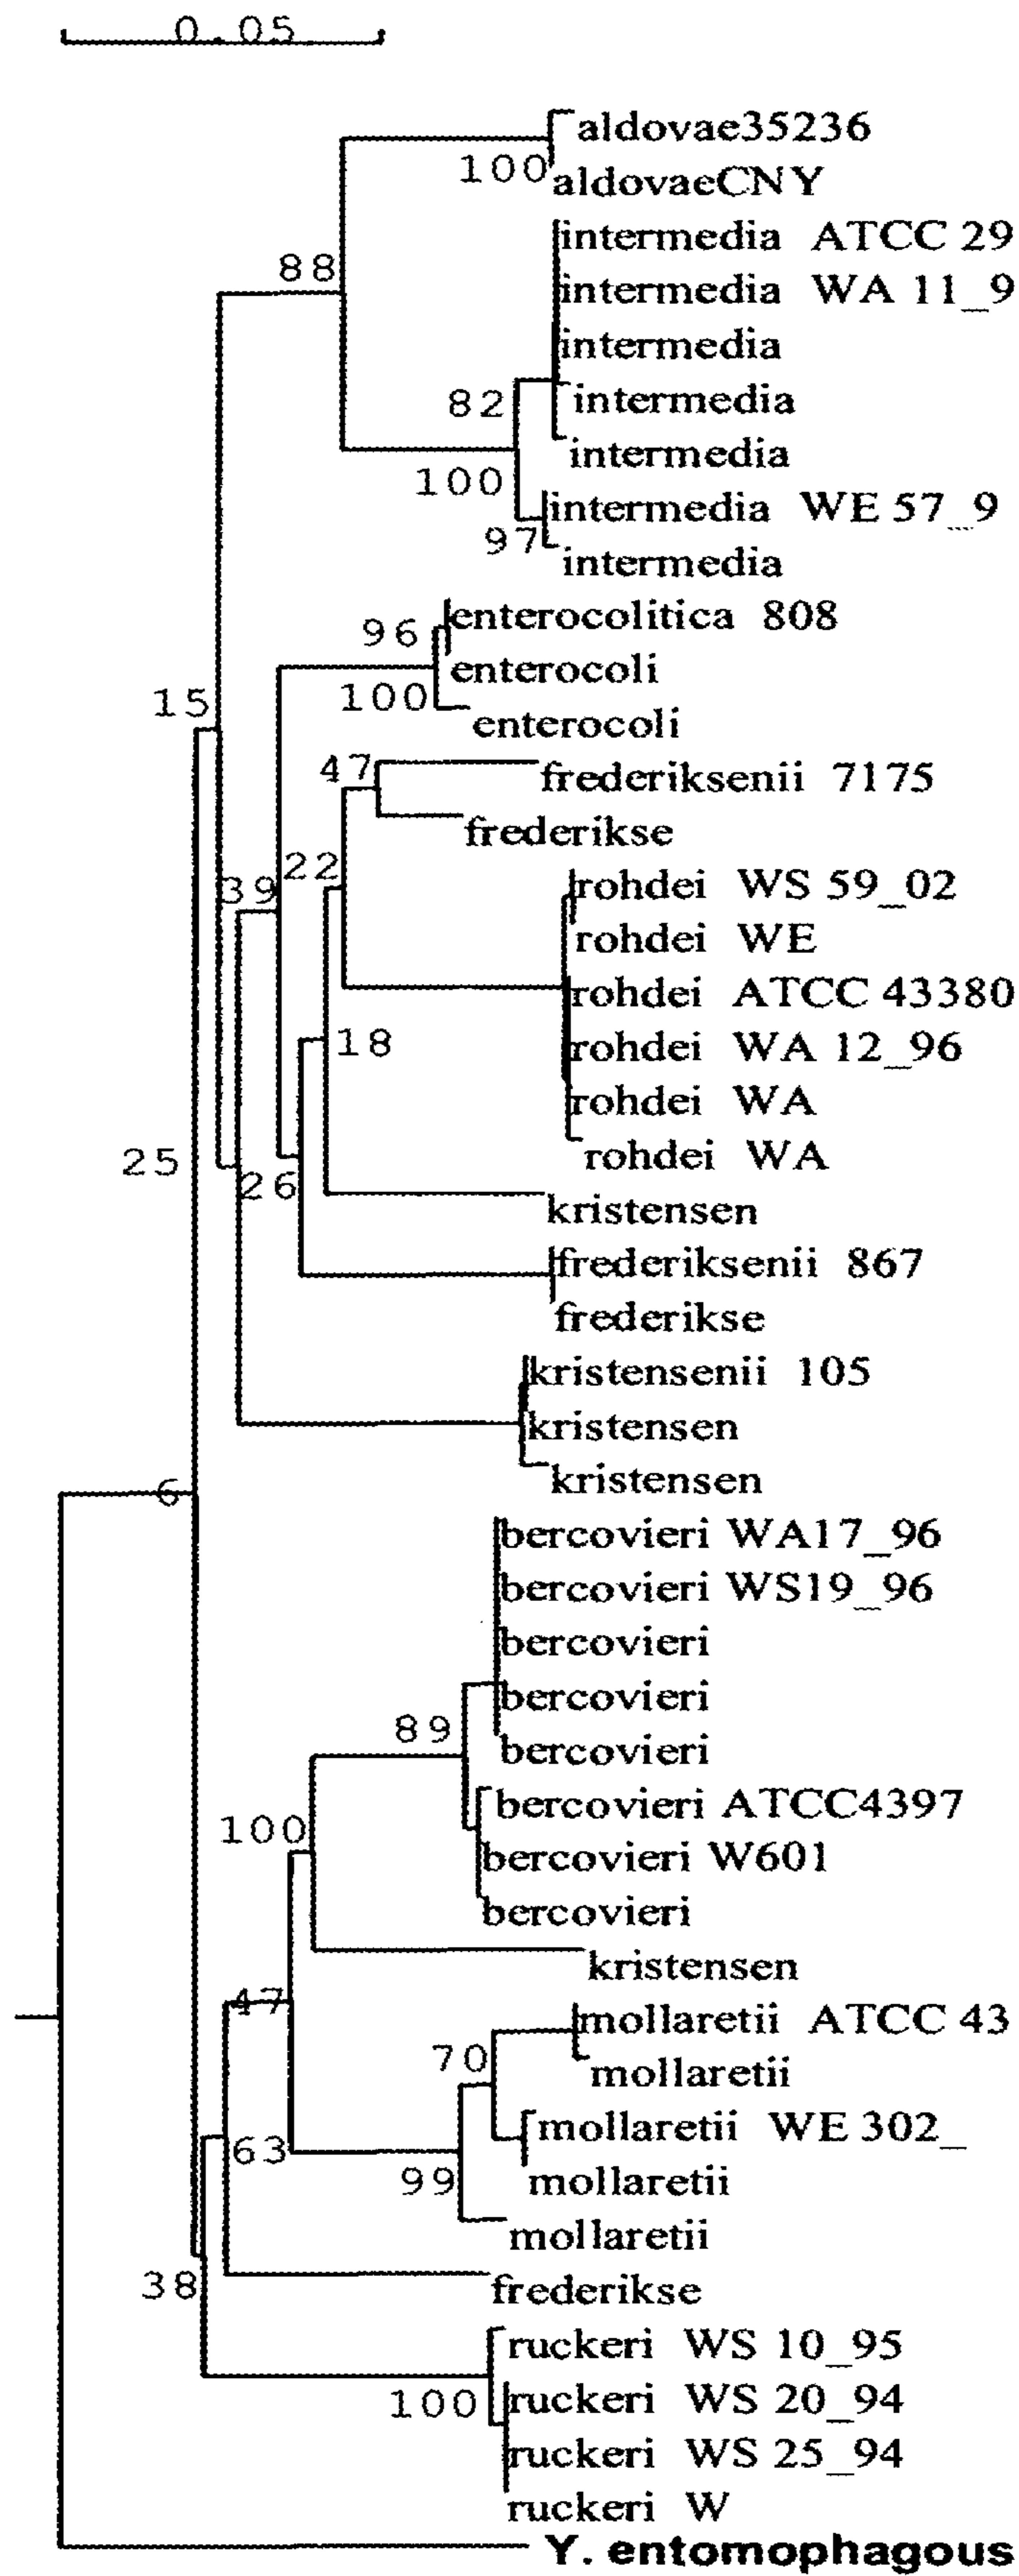 0.05
aldovae35236
100
aldovaeCNY
intermedia ATCC 29
88
intermedia WA 11_9
intermedia
82
intermedia
intermedia
100
intermedia WE 57_9
97
intermedia
enterocolitica 808
96
enterocoli
100
15
enterocoli
47
frederiksenii 7175
frederikse
22
39
rohdei WS 59_02
rohdei WE
rohdei ATCC 43380
18
rohdei WA 12_96
rohdei WA
25
rohdei WA
26
kristensen
frederiksenii 867
frederikse
kristensenii 105
kristensen
kristensen
6
bercovieri WA17_96
bercovieri WS19_96
bercovieri
bercovieri
89
bercovieri
bercovieri ATCC4397
100
bercovieri W601
bercovieri
kristensen
47
mollaretii ATCC 43
70
mollaretii
mollaretii WE 302_
63
99
mollaretii
mollaretii
38
frederikse
ruckeri WS 10_95
100
ruckeri WS 20_94
ruckeri WS 25_94
ruckeri W
Y. entomophagous